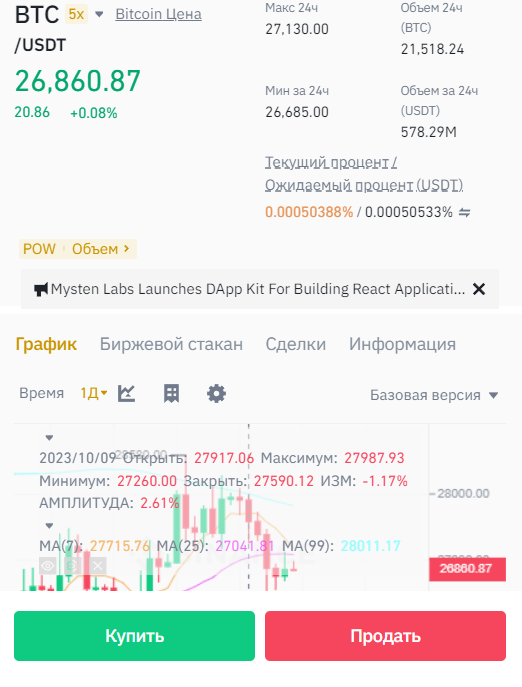 BTC 5x Bitcoin Цена
/USDT
26,860.87
20.86 +0.08%
Макс 24ч
27,130.00
Объем 24ч
(BTC)
21,518.24
Мин за 24ч
26,685.00
Объем за 24ч
(USDT)
578.29M
Текущий процент /
Ожидаемый процент (USDT)
0.00050388% / 0.00050533%
POW Объем
Mysten Labs Launches DApp Kit For Building React Applicati...
График Биржевой стакан Сделки Информация
Время 1Д Базовая версия
2023/10/09 Открыть: 27917.06 Максимум: 27987.93
Минимум: 27260.00 Закрыть: 27590.12 ИЗМ: -1.17%
АМПЛИТУДА: 2.61%
28000.00
MA(7): 27715.76 MA(25): 27041.81 MA(99): 28011.17
26860.87
Купить Продать